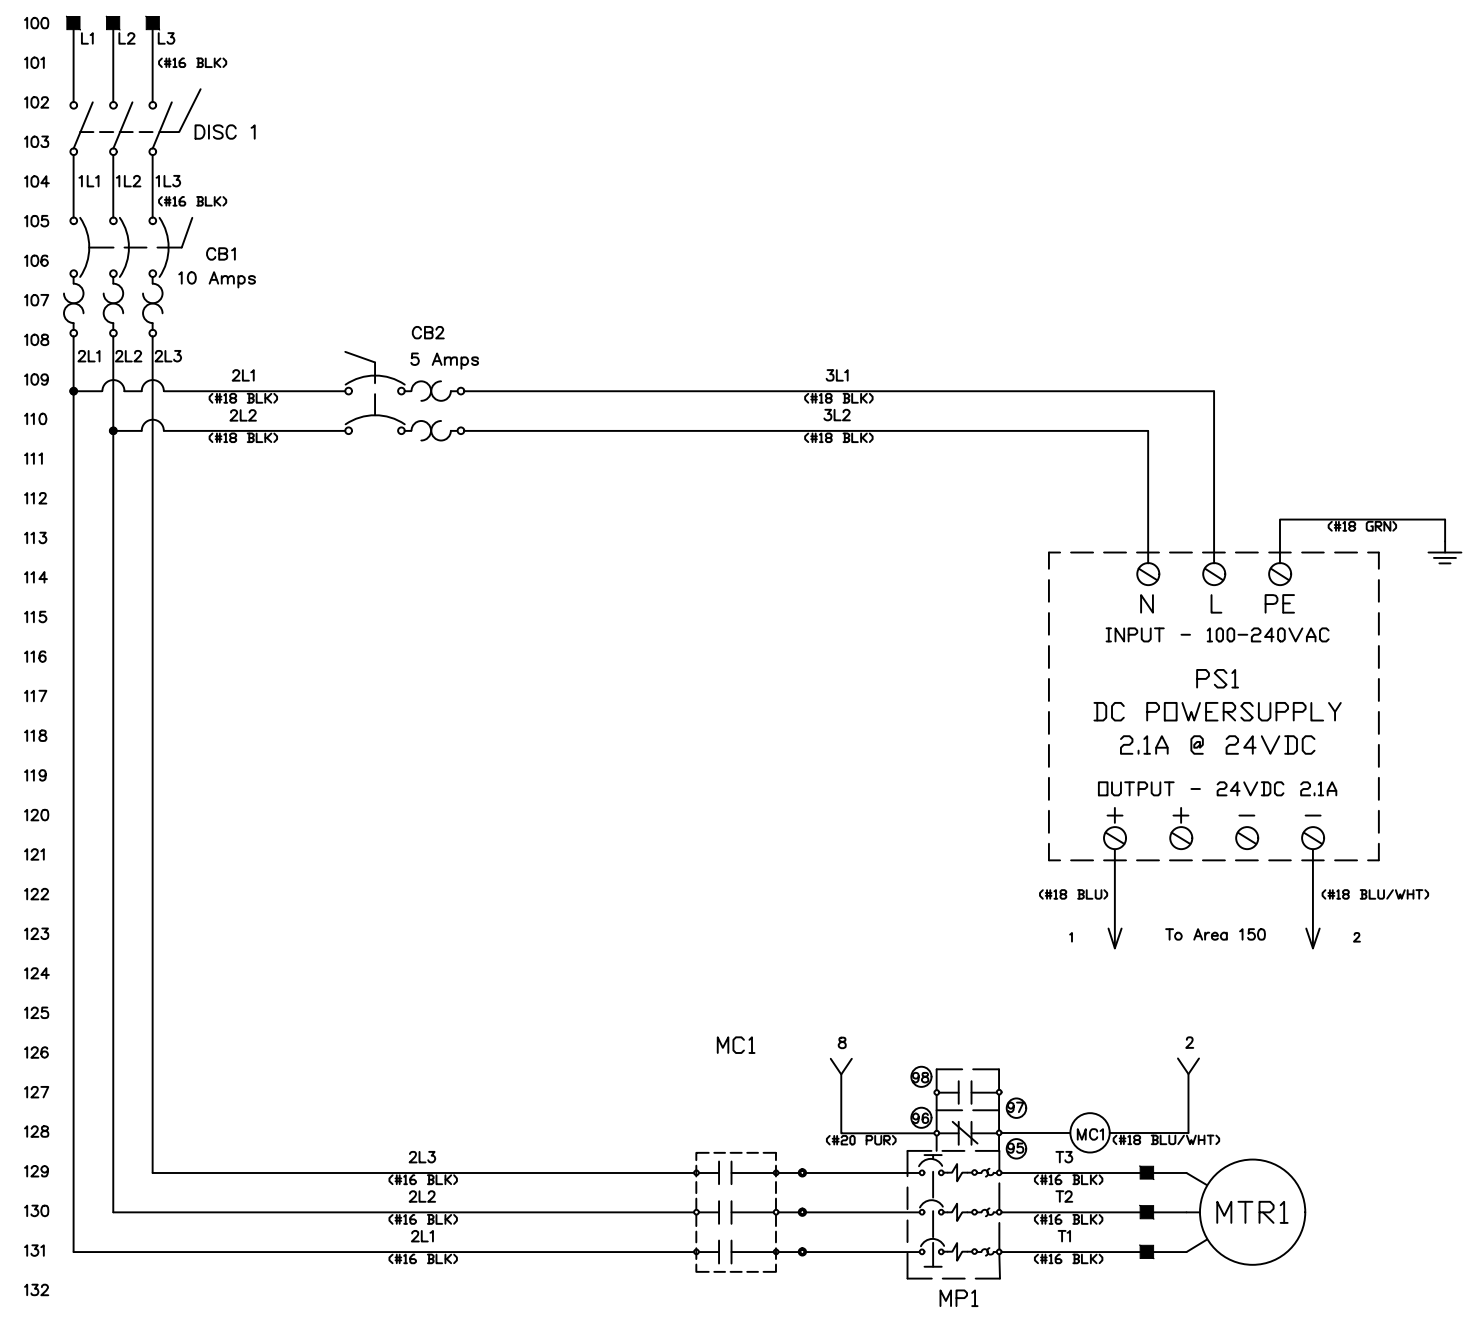 100 L1 L2 L3
101 (#16 BLK)
102
103 DISC 1
104 1L1 1L2 1L3
(#16 BLK)
105
106 CB1
10 Amps
107
108 CB2
2L1 2L2 2L3 5 Amps
109 2L1 3L1
(#18 BLK) (#18 BLK)
110 2L2 3L2
(#18 BLK) (#18 BLK)
111
112
113 (#18 GRN)
114
N L PE
115
INPUT - 100-240VAC
116
117 PS1
DC POWERSUPPLY
118
2.1A @ 24VDC
119
OUTPUT - 24VDC 2.1A
120 + + - -
121
122 (#18 BLU) (#18 BLU/WHT)
123 1 To Area 150 2
124
125
126 MC1 8 2
127 98 97
128 96 95 MC1
(#20 PUR) (#18 BLU/WHT)
129 2L3 T3
(#16 BLK) (#16 BLK)
130 2L2 T2 MTR1
(#16 BLK) (#16 BLK)
131 2L1 T1
(#16 BLK) (#16 BLK)
132 MP1